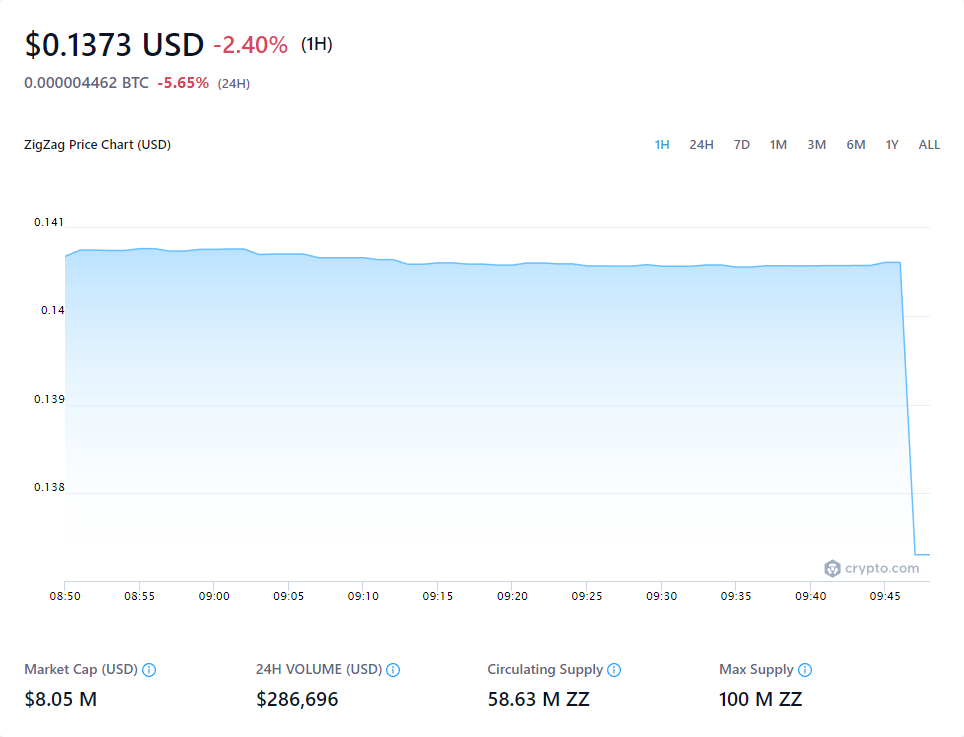 $0.1373 USD -2.40% (1H)
0.000004462 BTC -5.65% (24H)
ZigZag Price Chart (USD) 1H 24H 7D 1M 3M 6M 1Y ALL
0.141
0.14
0.139
0.138
crypto.com
08:50 08:55 09:00 09:05 09:10 09:15 09:20 09:25 09:30 09:35 09:40 09:45
Market Cap (USD) 24H VOLUME (USD) Circulating Supply Max Supply
$8.05 M $286,696 58.63 M ZZ 100 M ZZ